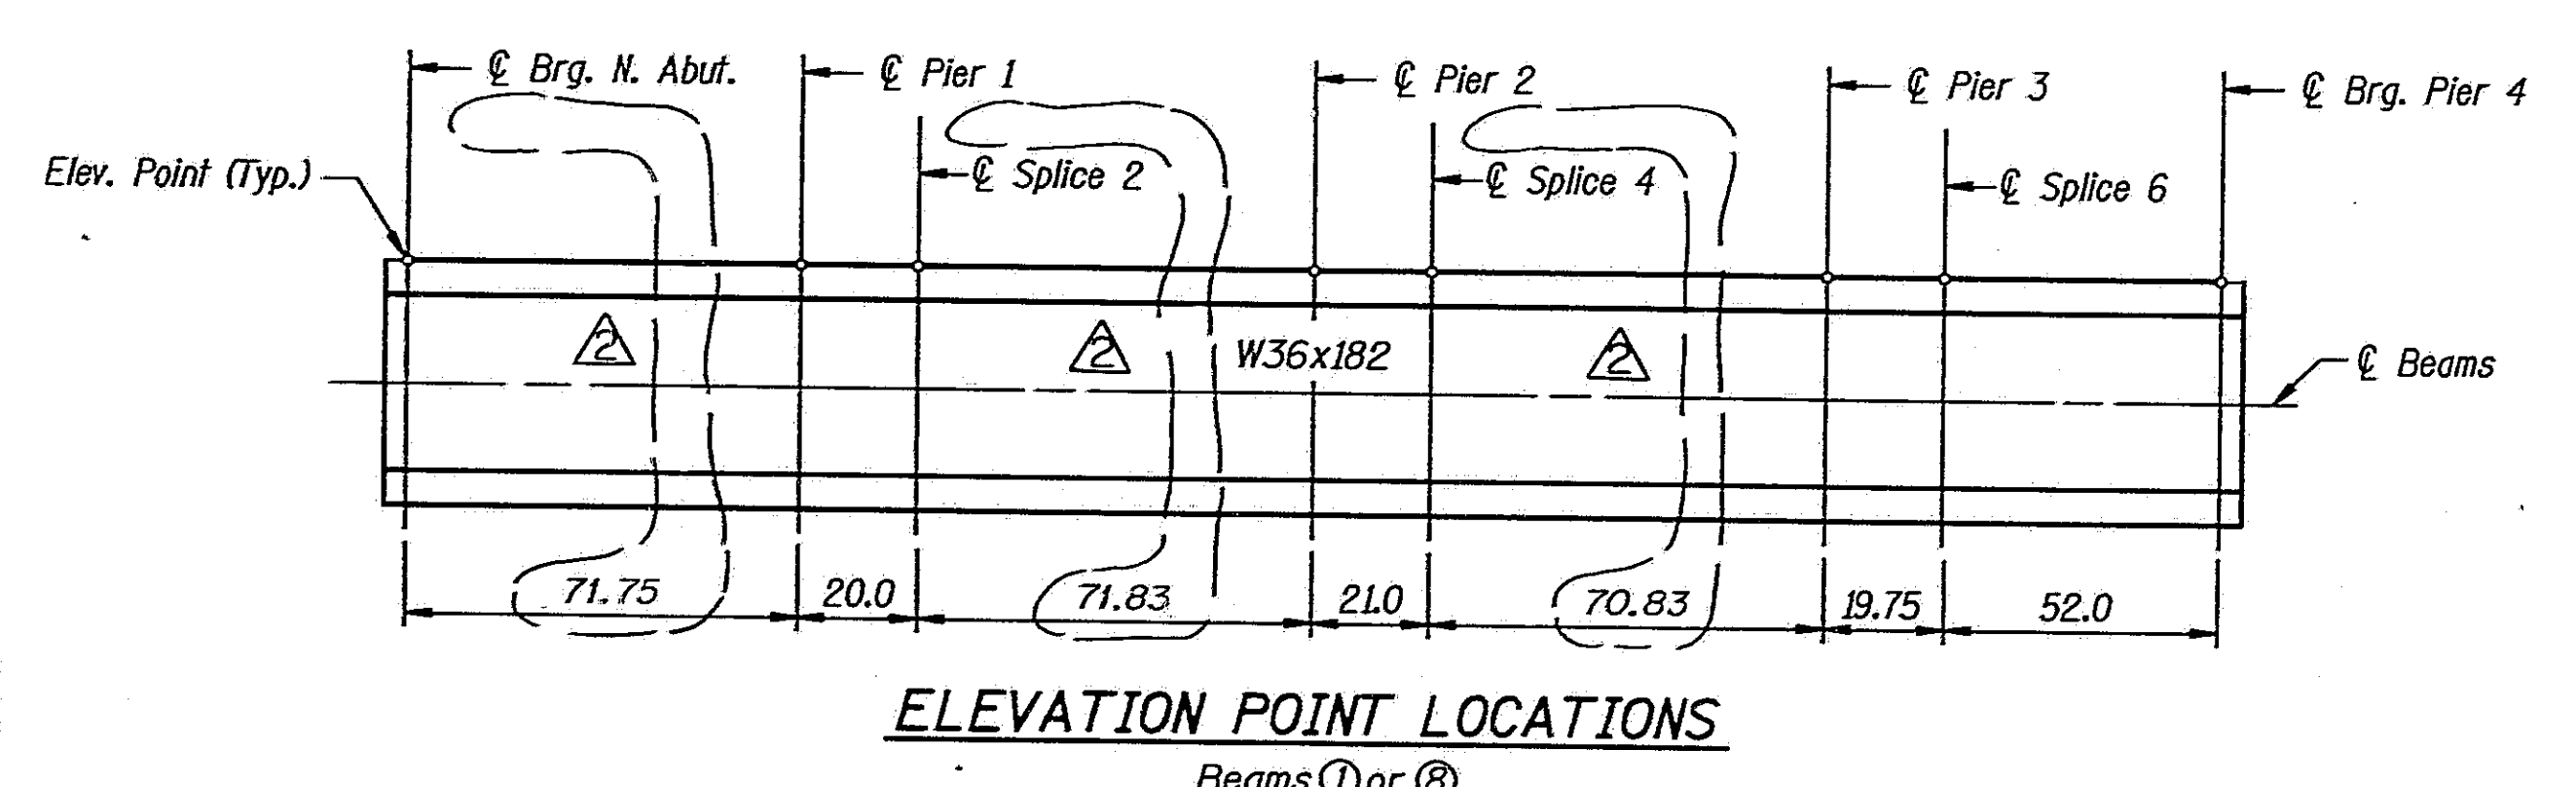 ℄ Brg. N. Abut.
℄ Pier 1
℄ Pier 2
℄ Pier 3
℄ Brg. Pier 4
Elev. Point (Typ.)
℄ Splice 2
℄ Splice 4
℄ Splice 6
2
2
W36x182
2
℄ Beams
71.75
20.0
71.83
21.0
70.83
19.75
52.0
ELEVATION POINT LOCATIONS
Beams ① or ⑧